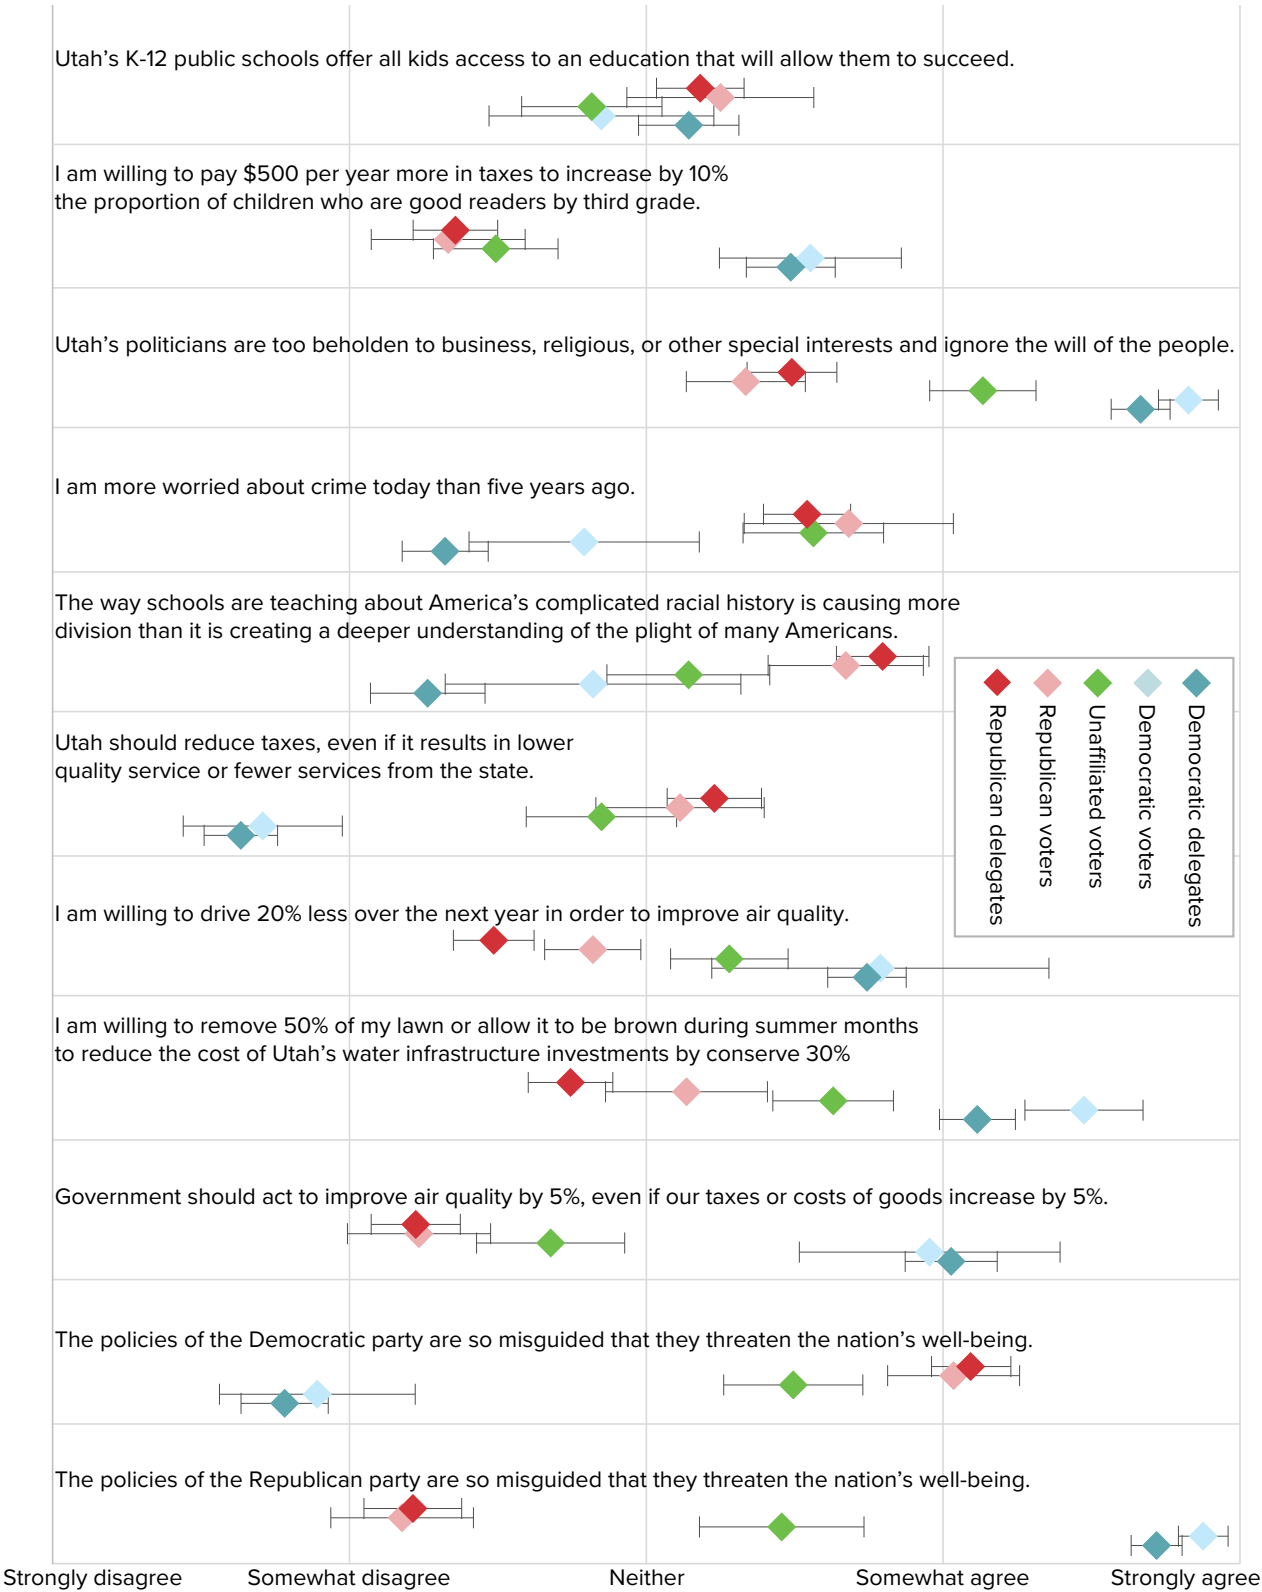 Utah's K-12 public schools offer all kids access to an education that will allow them to succeed.
I am willing to pay $500 per year more in taxes to increase by 10%
the proportion of children who are good readers by third grade.
Utah's politicians are too beholden to business, religious, or other special interests and ignore the will of the people.
I am more worried about crime today than five years ago.
The way schools are teaching about America's complicated racial history is causing more
division than it is creating a deeper understanding of the plight of many Americans.
Republican delegates
Republican voters
Unaffiliated voters
Democratic voters
Democratic delegates
Utah should reduce taxes, even if it results in lower
quality service or fewer services from the state.
I am willing to drive 20% less over the next year in order to improve air quality.
I am willing to remove 50% of my lawn or allow it to be brown during summer months
to reduce the cost of Utah's water infrastructure investments by conserve 30%
Government should act to improve air quality by 5%, even if our taxes or costs of goods increase by 5%.
The policies of the Democratic party are so misguided that they threaten the nation's well-being.
The policies of the Republican party are so misguided that they threaten the nation's well-being.
Strongly disagree
Somewhat disagree
Neither
Somewhat agree
Strongly agree